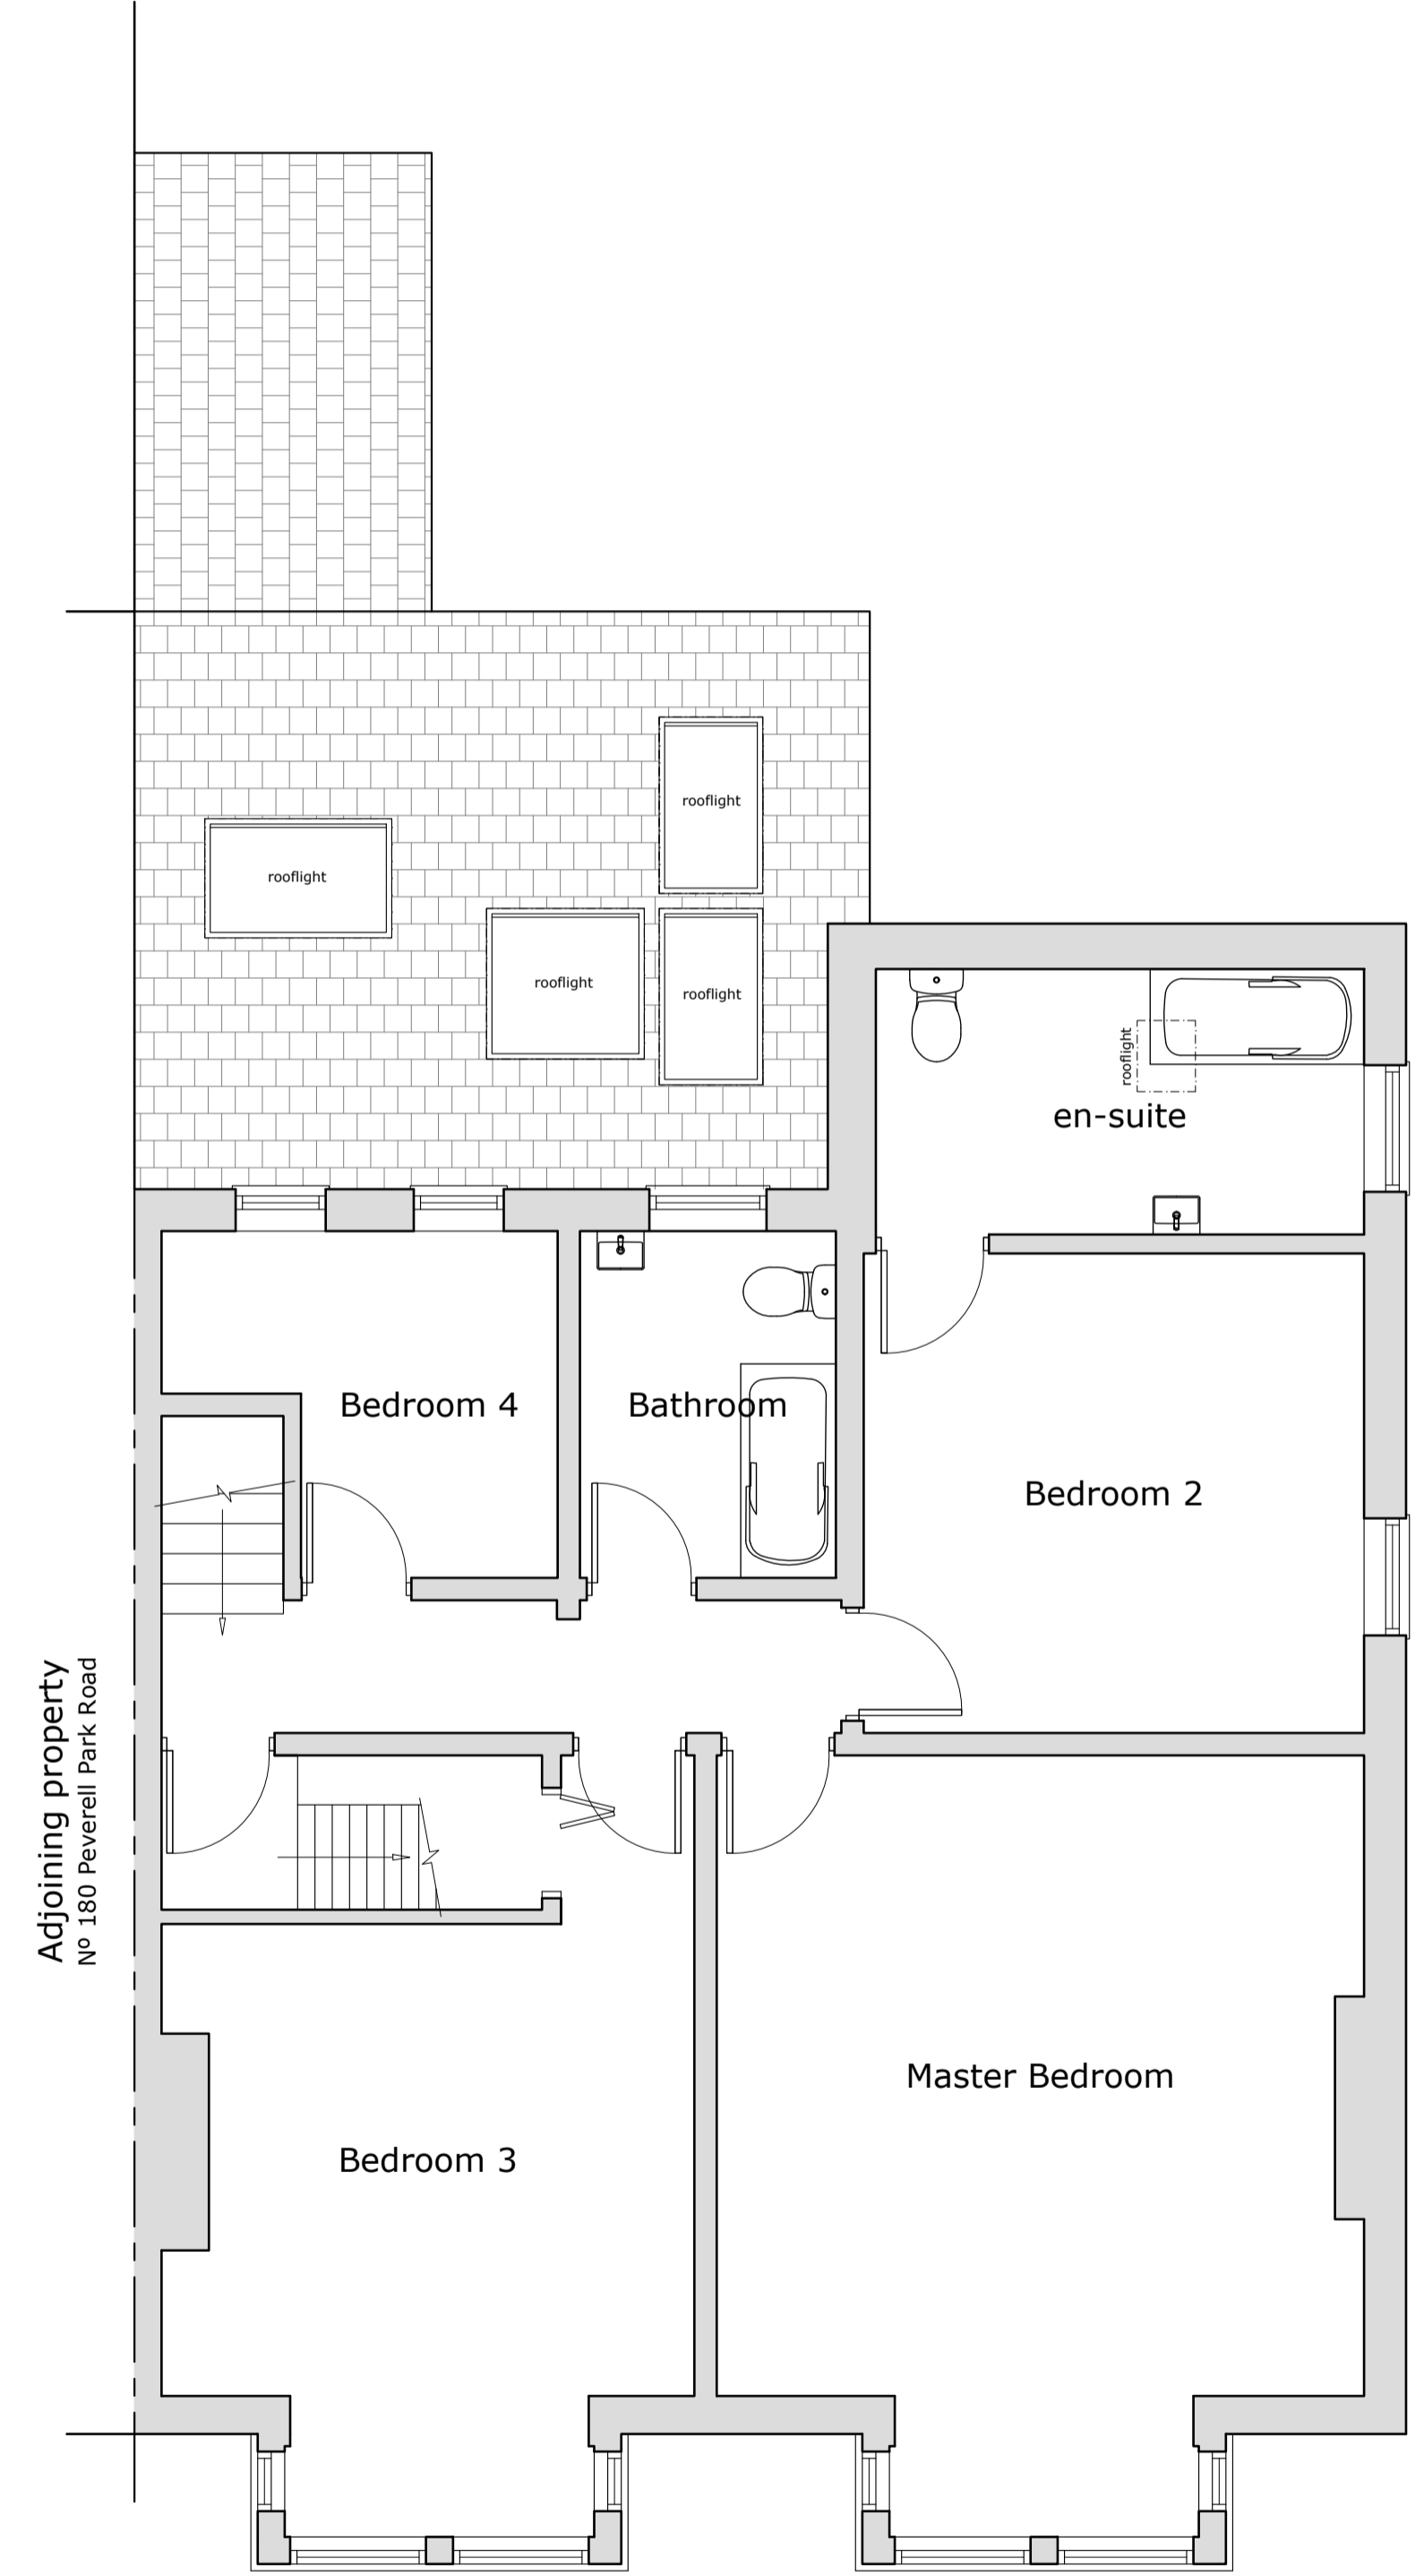 rooflight
rooflight
rooflight
rooflight
rooflight
en-suite
Bedroom 4
Bathroom
Bedroom 2
Adjoining property
Nº 180 Peverell Park Road
Master Bedroom
Bedroom 3